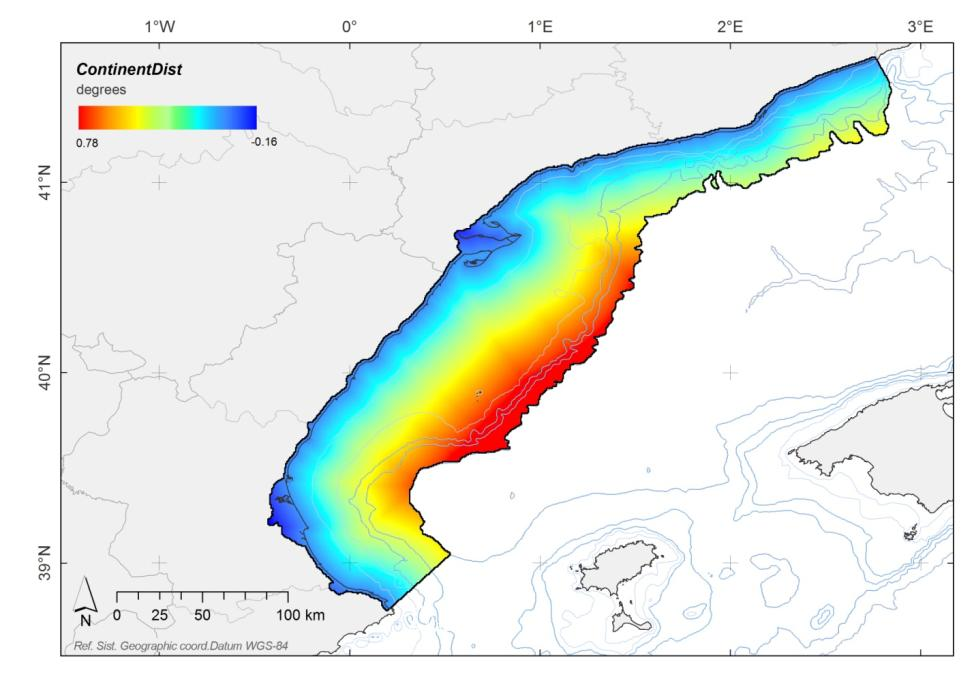 1°W 0° 1°E 2°E 3°E
ContinentDist
degrees
0.78 -0.16
41°N
40°N
39°N
N
0 25 50 100 km
Ref. Sist. Geographic coord.Datum WGS-84